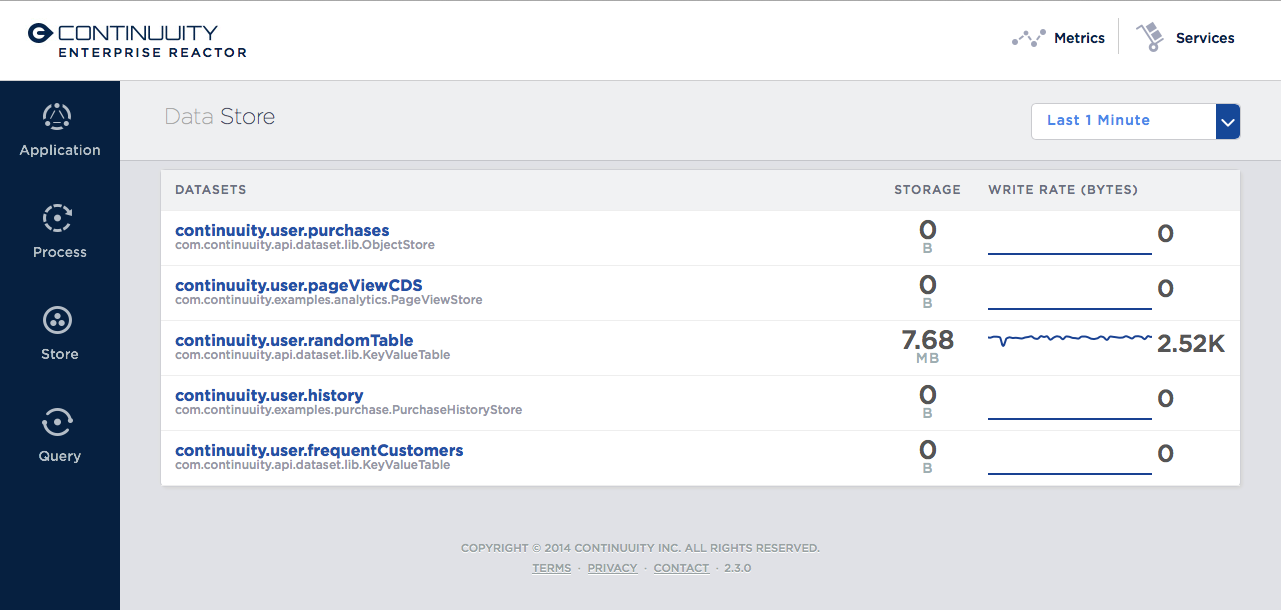 CONTINUUITY
ENTERPRISE REACTOR
Metrics
Services
Application
Process
Store
Query
Data Store
Last 1 Minute
DATASETS STORAGE WRITE RATE (BYTES)
continuuity.user.purchases
com.continuuity.api.dataset.lib.ObjectStore
0
B
0
continuuity.user.pageViewCDS
com.continuuity.examples.analytics.PageViewStore
0
B
0
continuuity.user.randomTable
com.continuuity.api.dataset.lib.KeyValueTable
7.68
MB
2.52K
continuuity.user.history
com.continuuity.examples.purchase.PurchaseHistoryStore
0
B
0
continuuity.user.frequentCustomers
com.continuuity.api.dataset.lib.KeyValueTable
0
B
0
COPYRIGHT © 2014 CONTINUUITY INC. ALL RIGHTS RESERVED.
TERMS · PRIVACY · CONTACT · 2.3.0